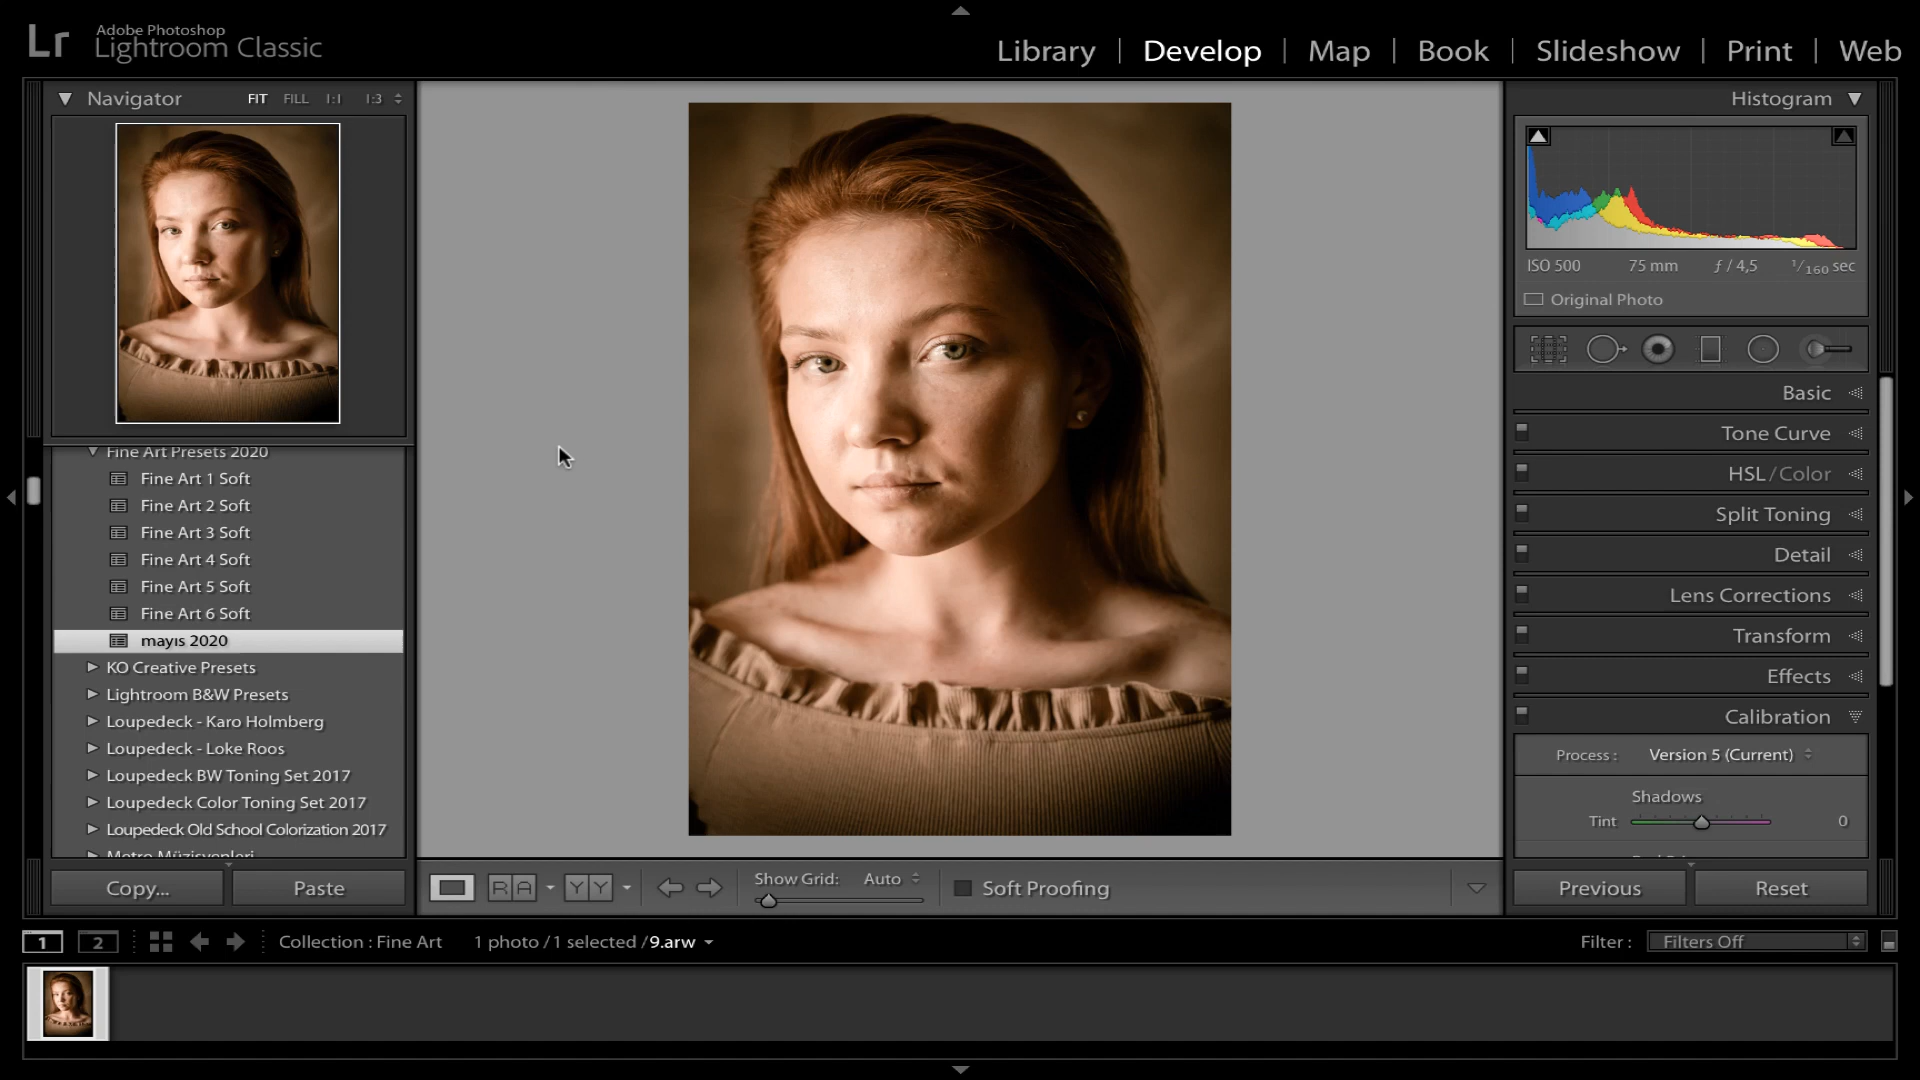 Lr Adobe Photoshop
Lightroom Classic
Library | Develop | Map | Book | Slideshow | Print | Web
Navigator FIT FILL 1:1 1:3
Fine Art Presets 2020
Fine Art 1 Soft
Fine Art 2 Soft
Fine Art 3 Soft
Fine Art 4 Soft
Fine Art 5 Soft
Fine Art 6 Soft
mayıs 2020
KO Creative Presets
Lightroom B&W Presets
Loupedeck - Karo Holmberg
Loupedeck - Loke Roos
Loupedeck BW Toning Set 2017
Loupedeck Color Toning Set 2017
Loupedeck Old School Colorization 2017
Metro Müzisyenleri
Copy... Paste
R A Y Y Show Grid: Auto Soft Proofing
Histogram
ISO 500 75 mm ƒ / 4,5 1/160 sec
Original Photo
Basic
Tone Curve
HSL / Color
Split Toning
Detail
Lens Corrections
Transform
Effects
Calibration
Process : Version 5 (Current)
Shadows
Tint 0
Previous Reset
1 2 Collection : Fine Art 1 photo / 1 selected / 9.arw Filter : Filters Off